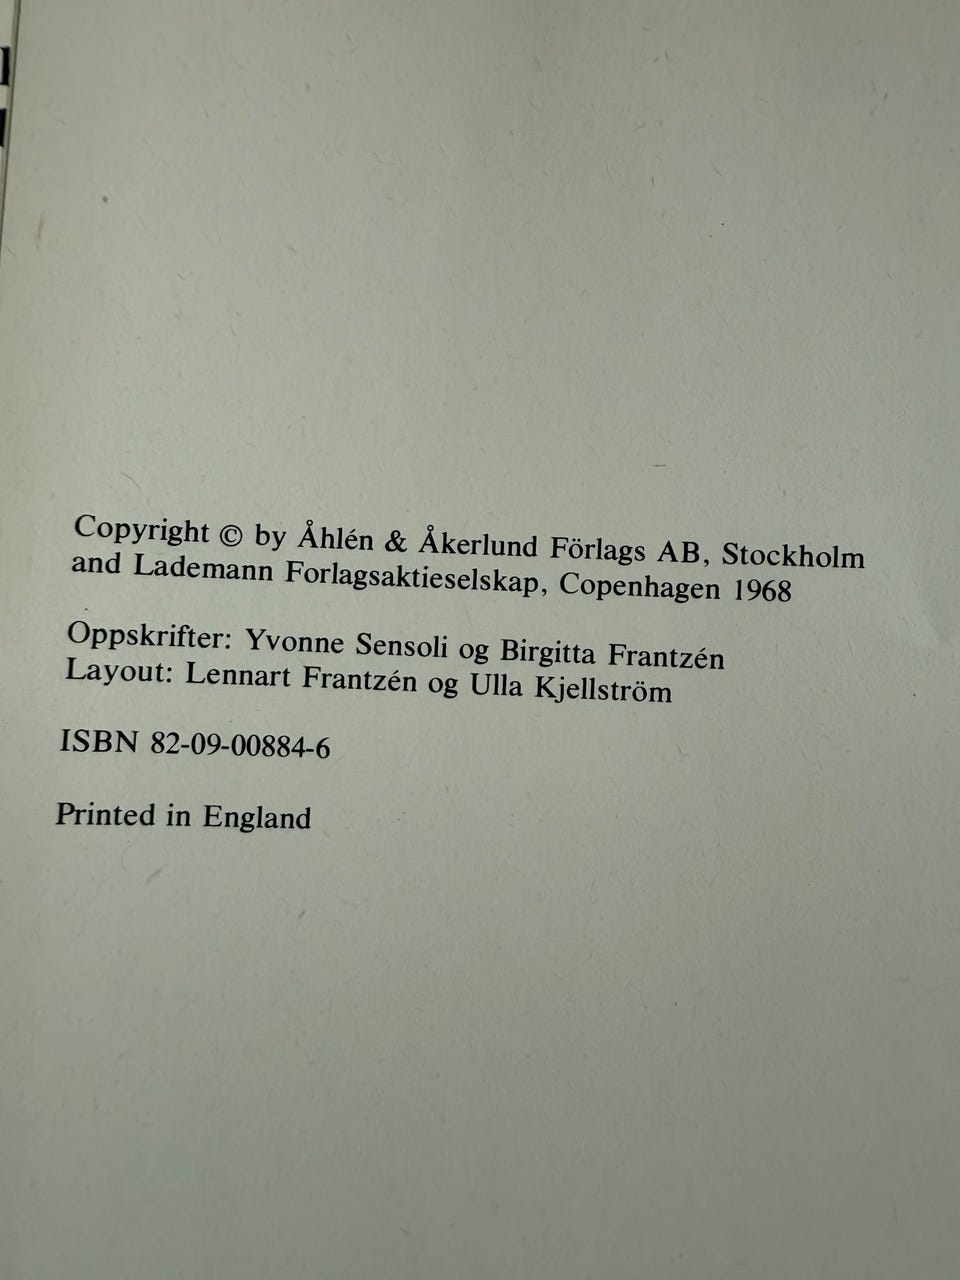 Copyright © by Åhlén & Åkerlund Förlags AB, Stockholm
and Lademann Forlagsaktieselskap, Copenhagen 1968
Oppskrifter: Yvonne Sensoli og Birgitta Frantzén
Layout: Lennart Frantzén og Ulla Kjellström
ISBN 82-09-00884-6
Printed in England